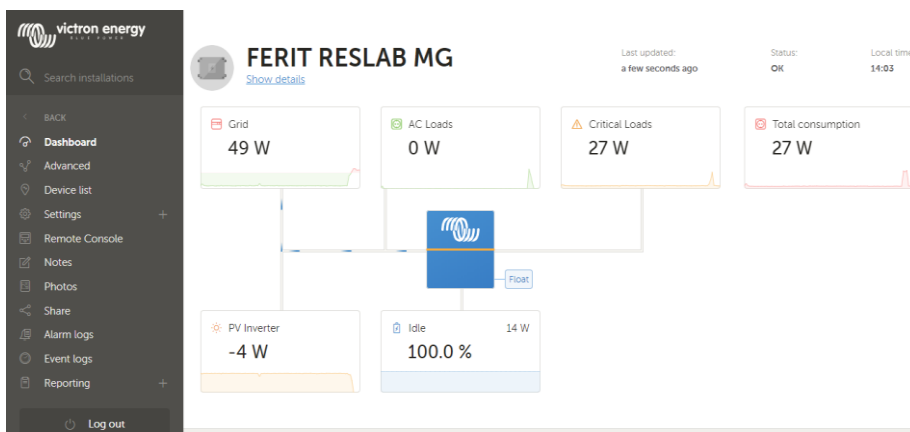 victron energy
BLUE POWER
Search installations
BACK
Dashboard
Advanced
Device list
Settings
Remote Console
Notes
Photos
Share
Alarm logs
Event logs
Reporting
Log out
FERIT RESLAB MG
Show details
Last updated:
a few seconds ago
Status:
OK
Local time
14:03
Grid
49 W
AC Loads
0 W
Critical Loads
27 W
Total consumption
27 W
Float
PV Inverter
-4 W
Idle 14 W
100.0 %